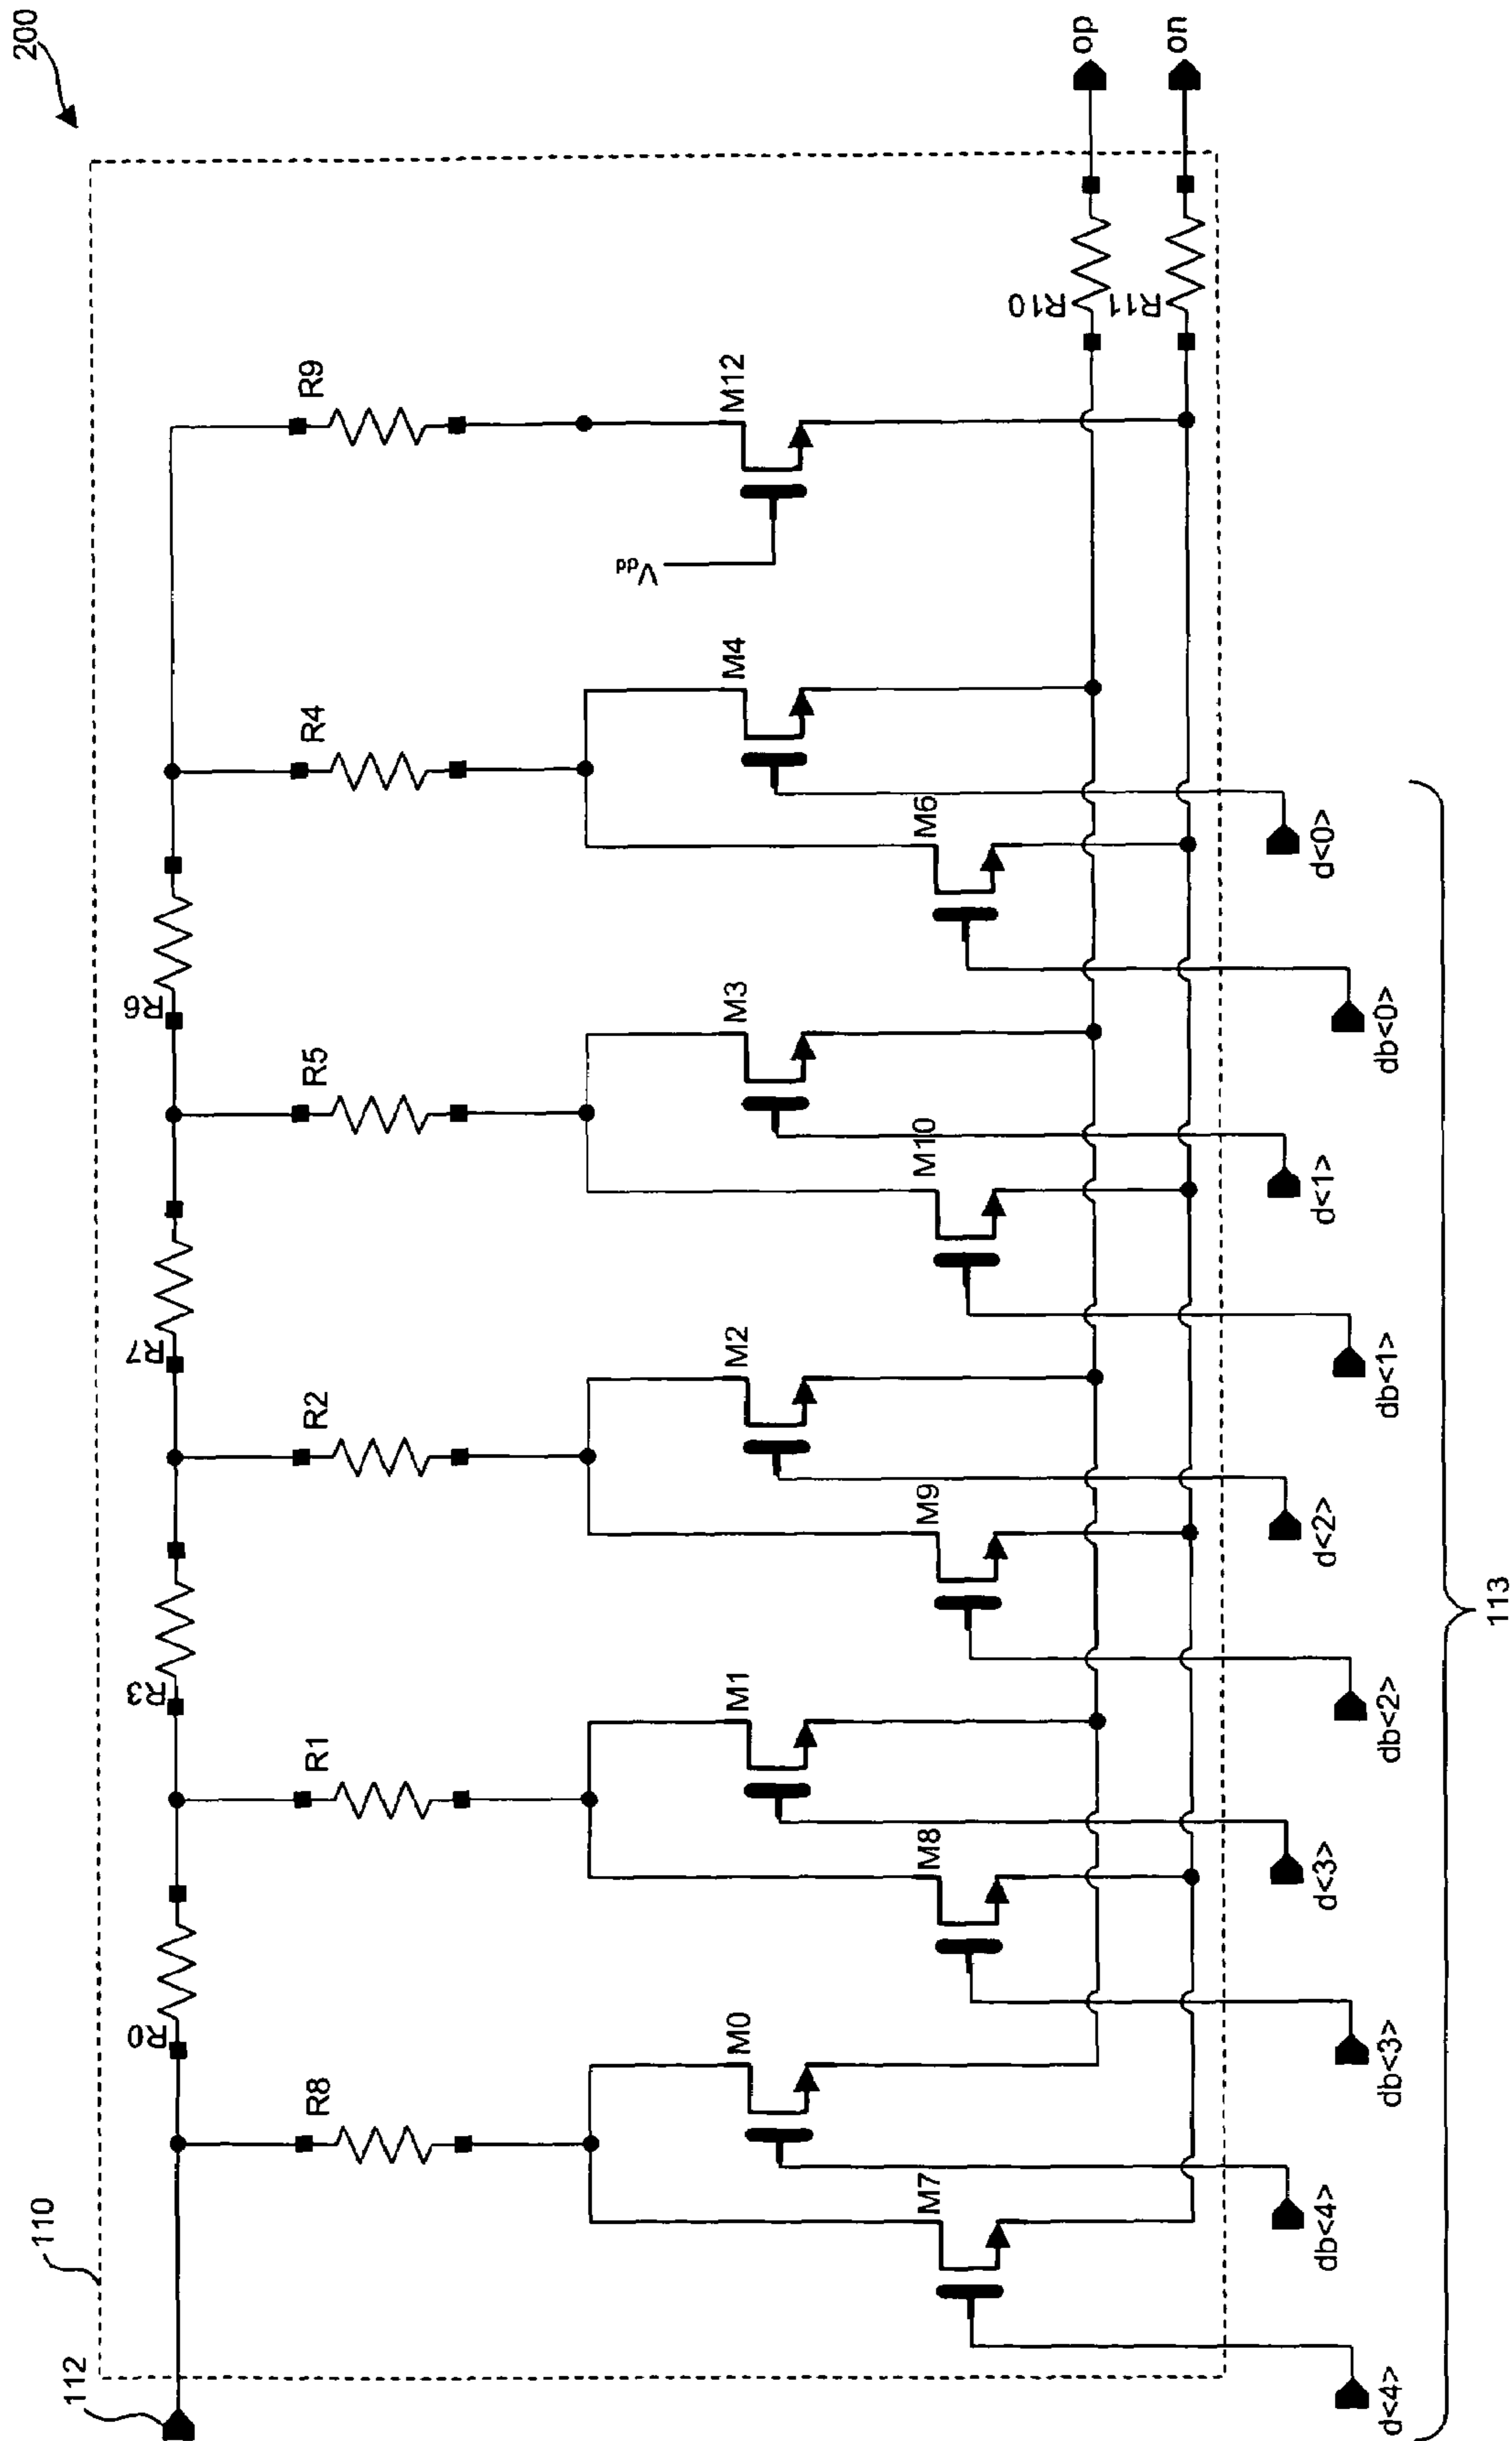 200
110
112
R0
R3
R7
R6
R8
R1
R2
R5
R4
R9
M0
M1
M2
M3
M4
M12
Vdd
M7
M8
M9
M10
M6
R10
R11
op
on
db<4>
d<3>
d<2>
d<1>
d<0>
d<4>
db<3>
db<2>
db<1>
db<0>
113